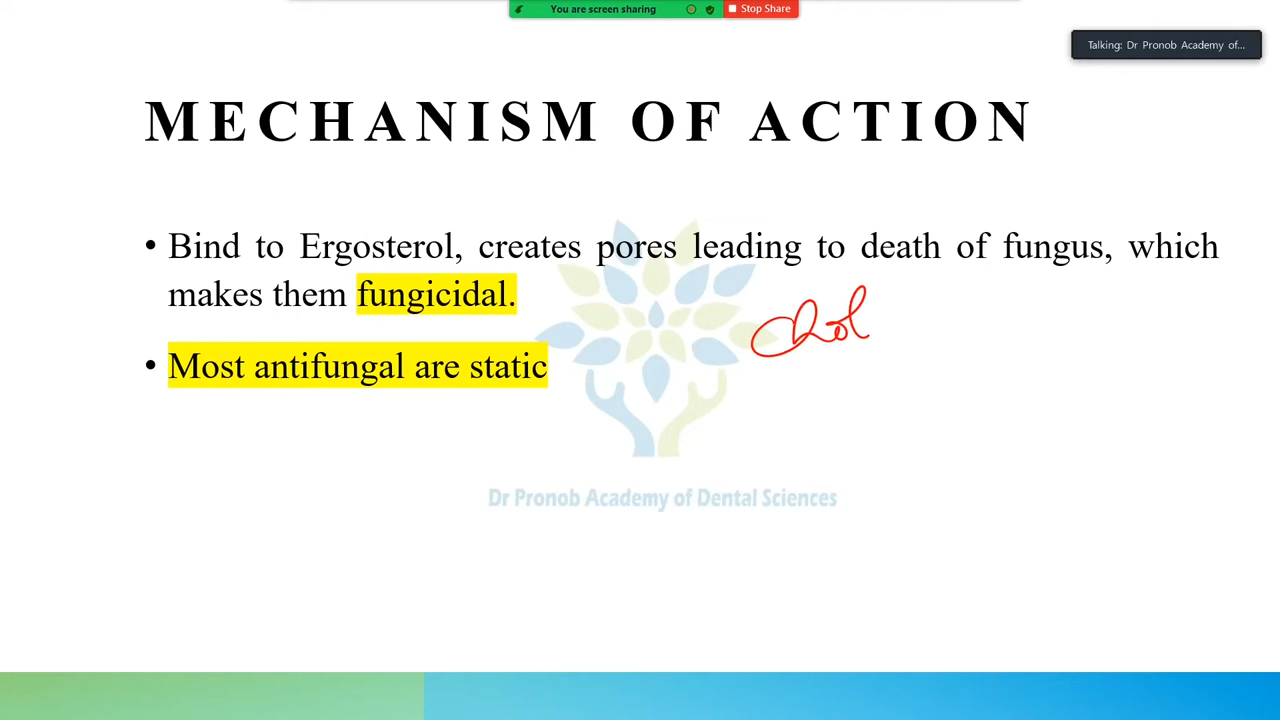 You are screen sharing
Stop Share
Talking: Dr Pronob Academy of...
MECHANISM OF ACTION
• Bind to Ergosterol, creates pores leading to death of fungus, which
makes them fungicidal.
Chol
• Most antifungal are static
Dr Pronob Academy of Dental Sciences